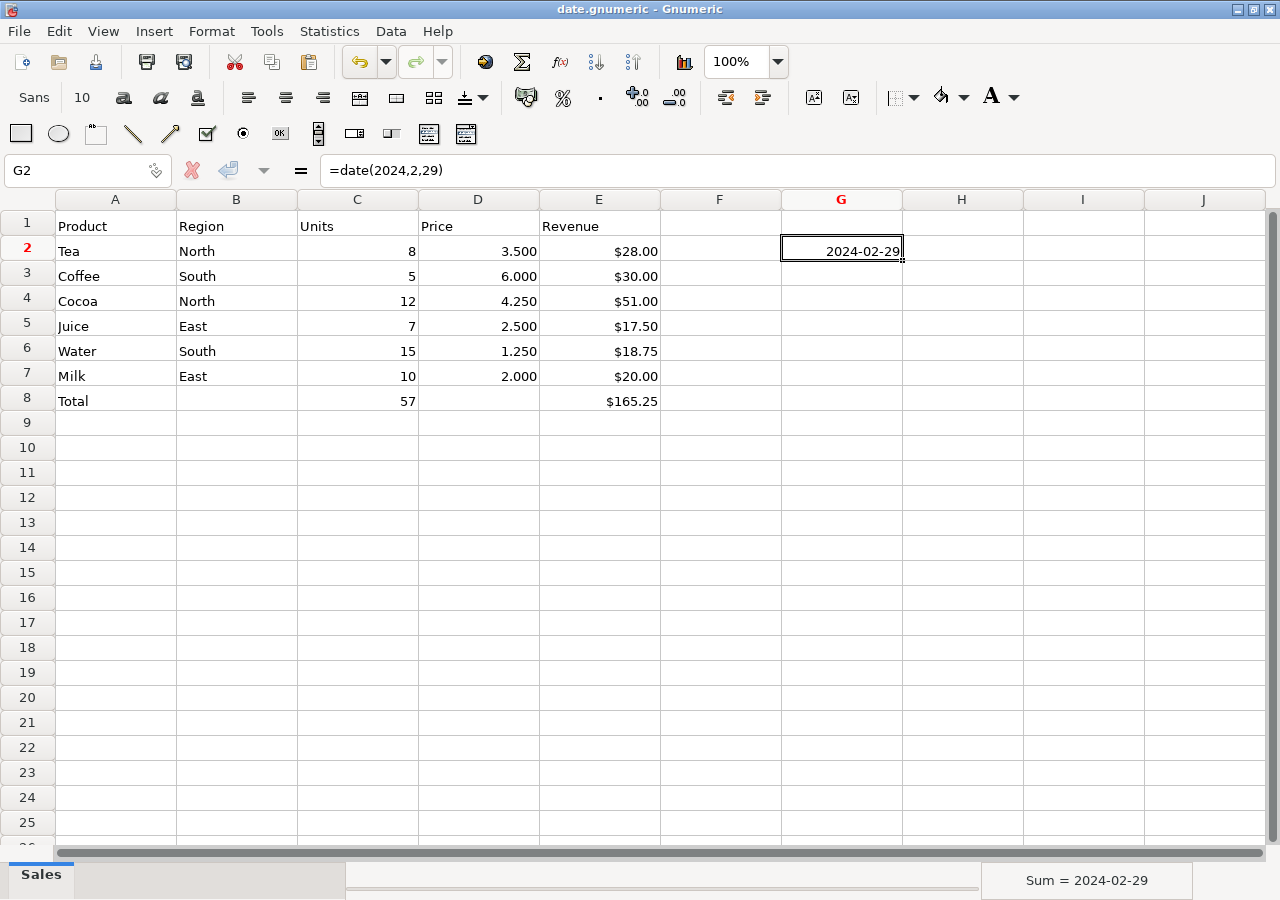 date.gnumeric - Gnumeric
File Edit View Insert Format Tools Statistics Data Help
f(x) 100%
Sans 10 a a a % .00 .00 A A A
OK
G2 =date(2024,2,29)
A B C D E F G H I J
1 Product Region Units Price Revenue
2 Tea North 8 3.500 $28.00 2024-02-29
3 Coffee South 5 6.000 $30.00
4 Cocoa North 12 4.250 $51.00
5 Juice East 7 2.500 $17.50
6 Water South 15 1.250 $18.75
7 Milk East 10 2.000 $20.00
8 Total 57 $165.25
9
10
11
12
13
14
15
16
17
18
19
20
21
22
23
24
25
Sales Sum = 2024-02-29